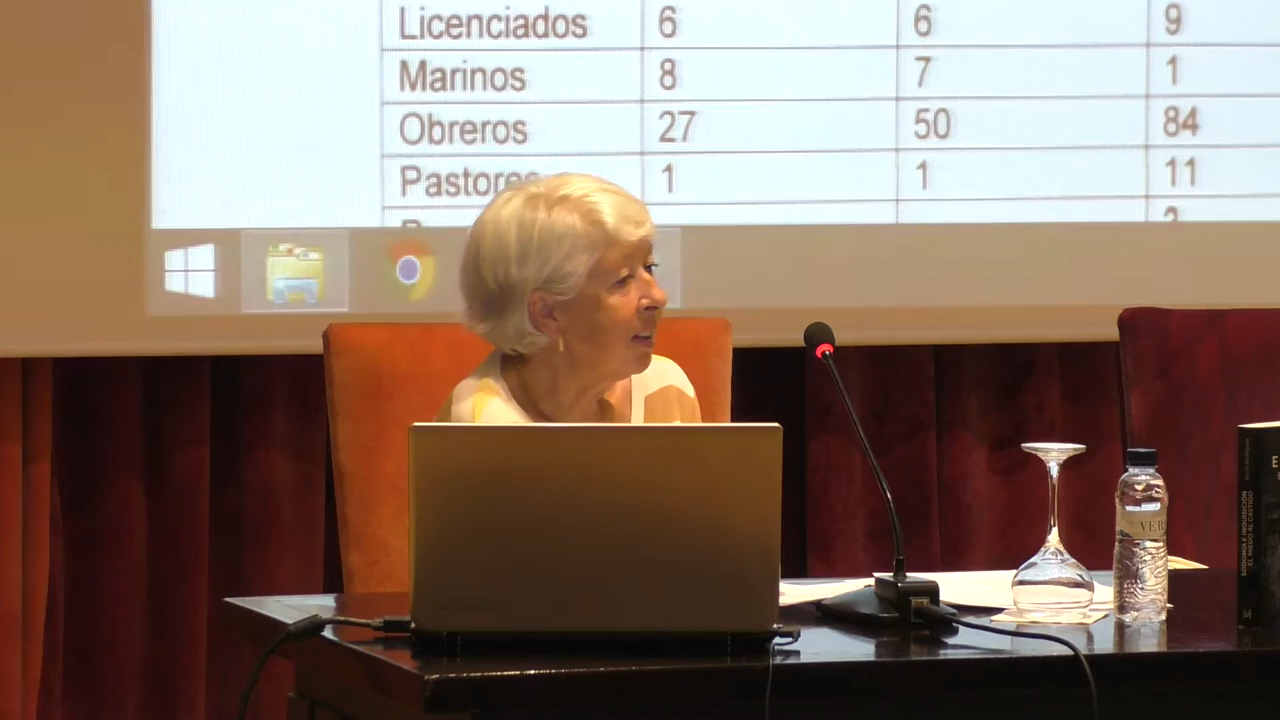 Licenciados 6 6 9
Marinos 8 7 1
Obreros 27 50 84
Pastores 1 1 11
VER
SODOMÍA E INQUISICIÓN
EL MIEDO AL CASTIGO
E